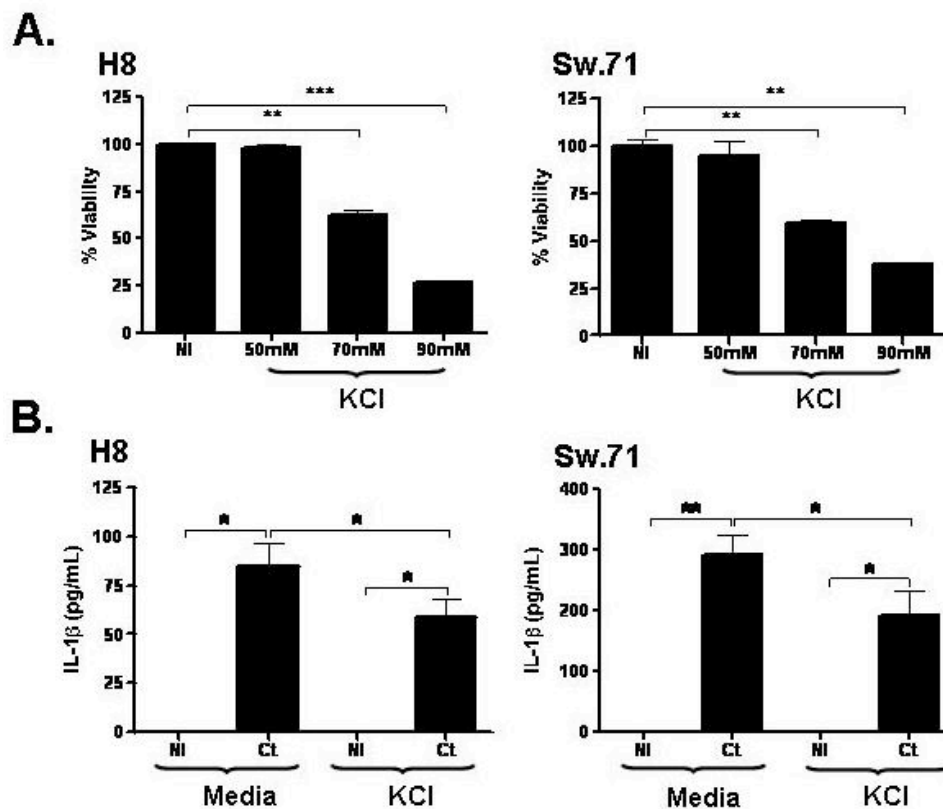 A.
H8
% Viability
125
100
75
50
25
0
***
**
NI 50mM 70mM 90mM
KCl
Sw.71
% Viability
125
100
75
50
25
0
**
**
NI 50mM 70mM 90mM
KCl
B.
H8
IL-1β (pg/mL)
125
100
75
50
25
0
*
*
*
NI Ct NI Ct
Media KCl
Sw.71
IL-1β (pg/mL)
400
300
200
100
0
**
*
*
NI Ct NI Ct
Media KCl